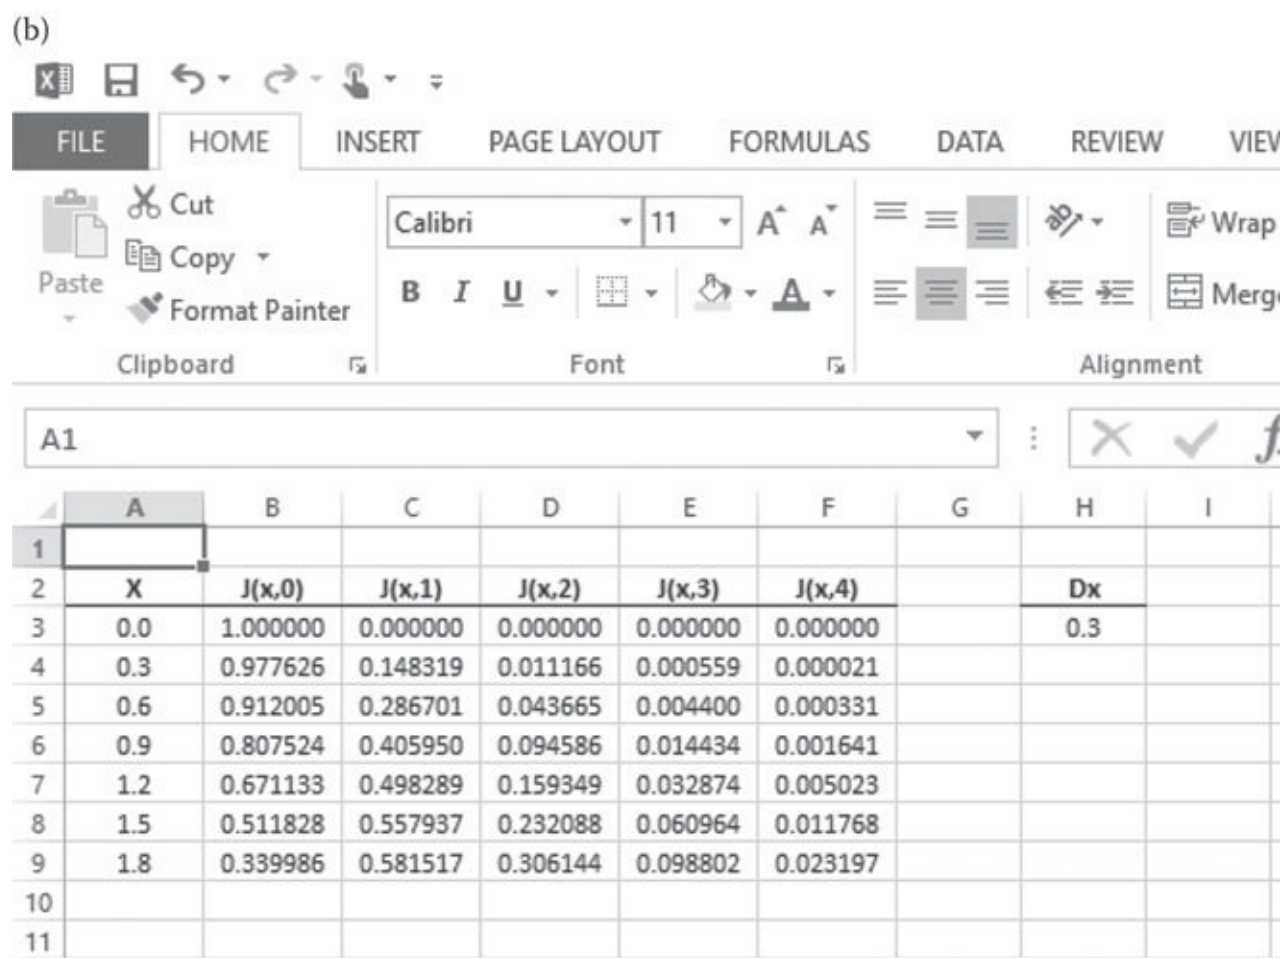 (b)
FILE HOME INSERT PAGE LAYOUT FORMULAS DATA REVIEW
Cut
Calibri 11 A A ab Wrap
Copy
Paste
B I U A
Format Painter
Clipboard Font Alignment
A1
A B C D E F G H I
1
2 X J(x,0) J(x,1) J(x,2) J(x,3) J(x,4) Dx
3 0.0 1.000000 0.000000 0.000000 0.000000 0.000000 0.3
4 0.3 0.977626 0.148319 0.011166 0.000559 0.000021
5 0.6 0.912005 0.286701 0.043665 0.004400 0.000331
6 0.9 0.807524 0.405950 0.094586 0.014434 0.001641
7 1.2 0.671133 0.498289 0.159349 0.032874 0.005023
8 1.5 0.511828 0.557937 0.232088 0.060964 0.011768
9 1.8 0.339986 0.581517 0.306144 0.098802 0.023197
10
11